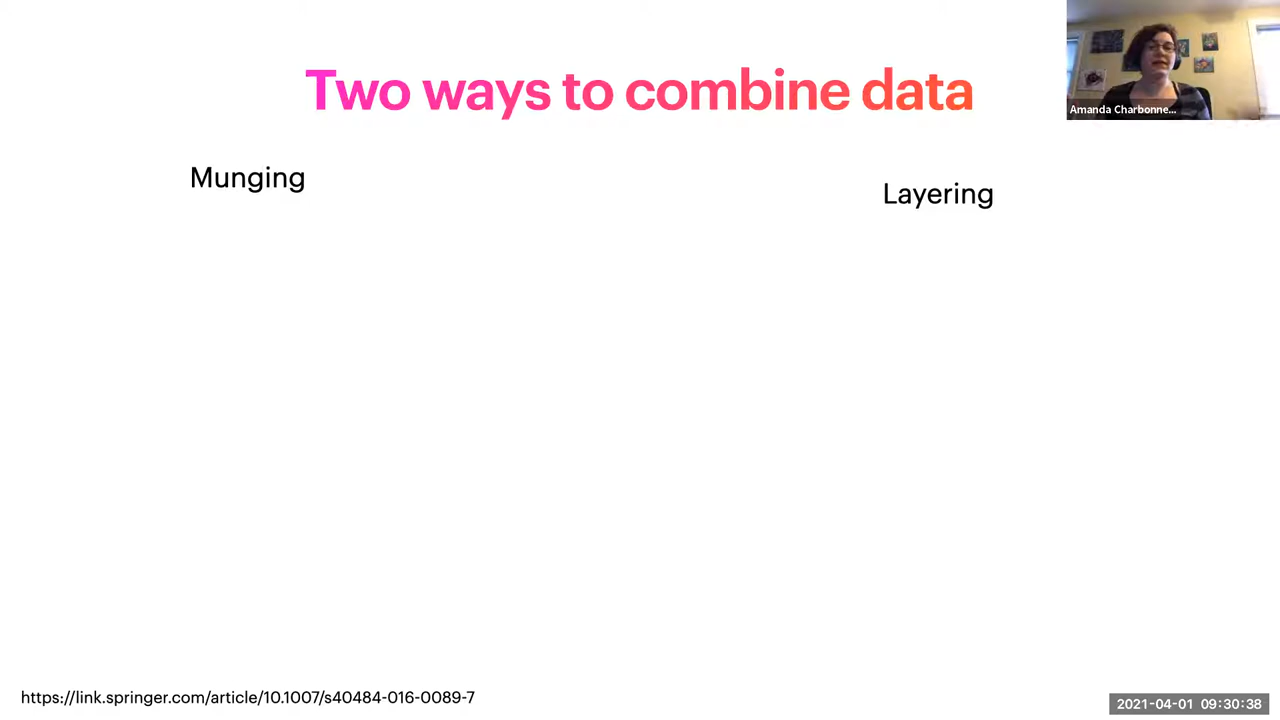 Two ways to combine data
Amanda Charbonne...
Munging
Layering
https://link.springer.com/article/10.1007/s40484-016-0089-7
2021-04-01 09:30:38